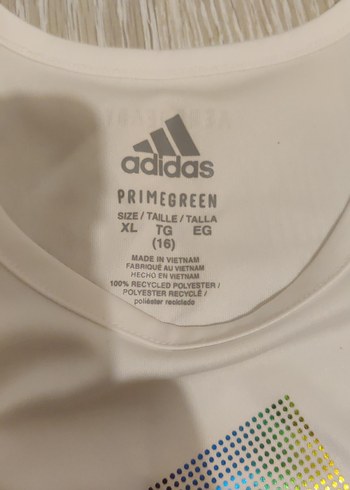 adidas
PRIMEGREEN
SIZE / TAILLE / TALLA
XL TG EG
(16)
MADE IN VIETNAM
FABRIQUÉ AU VIETNAM
HECHO EN VIETNAM
100% RECYCLED POLYESTER /
POLYESTER RECYCLÉ /
poliéster reciclado